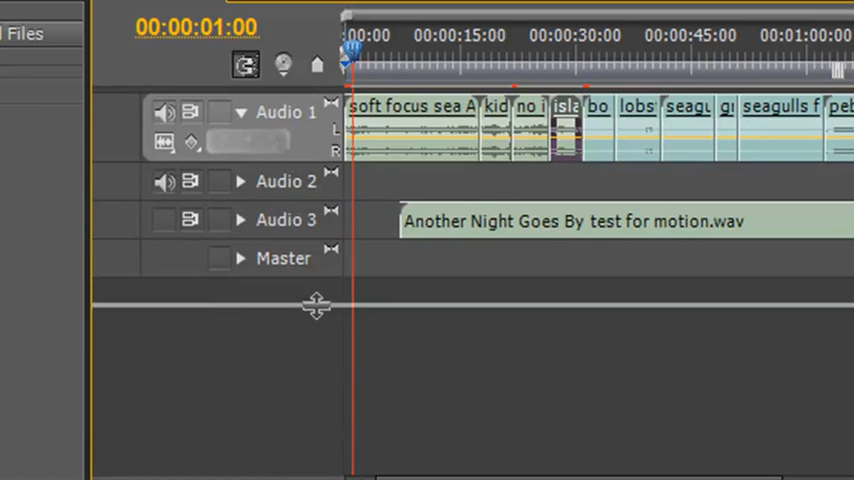 l Files
00:00:01:00
:00:00 00:00:15:00 00:00:30:00 00:00:45:00 00:01:00:00
Audio 1
L
R
soft focus sea A kid no i isla bo lobs seagu gu seagulls f peb
Audio 2
Audio 3
Another Night Goes By test for motion.wav
Master